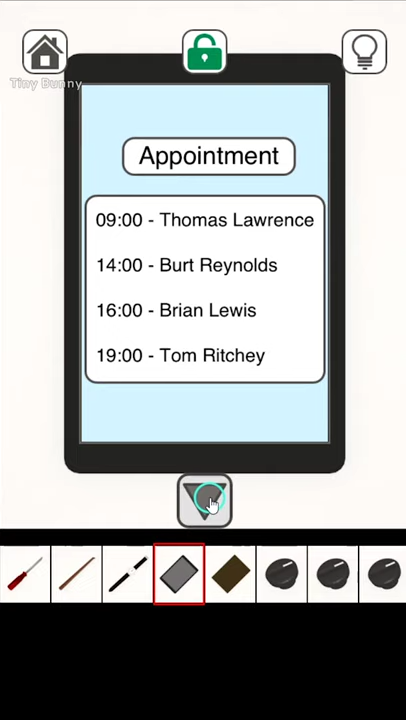 Tiny Bunny
Appointment
09:00 - Thomas Lawrence
14:00 - Burt Reynolds
16:00 - Brian Lewis
19:00 - Tom Ritchey